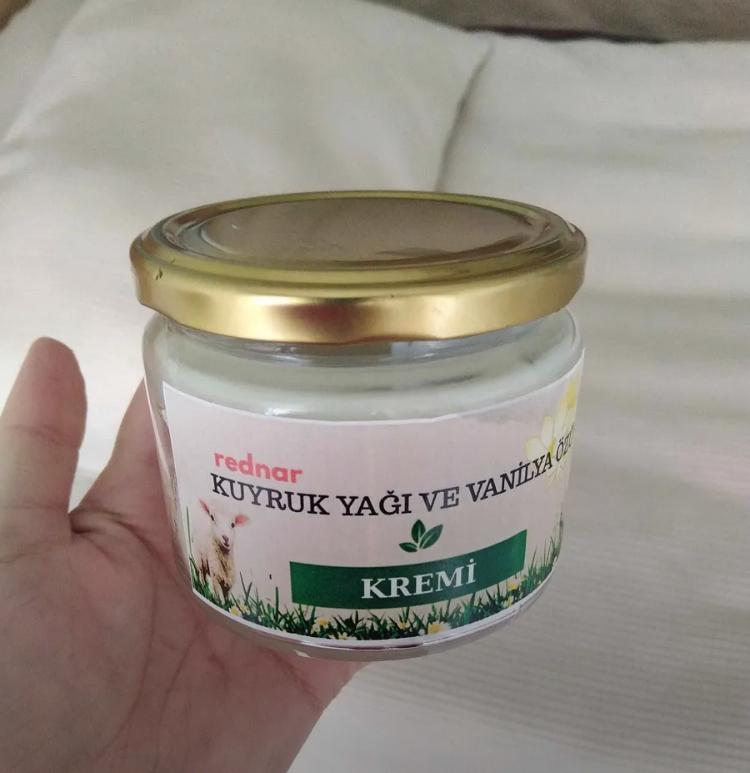 rednar
KUYRUK YAĞI VE VANİLYA
KREMİ